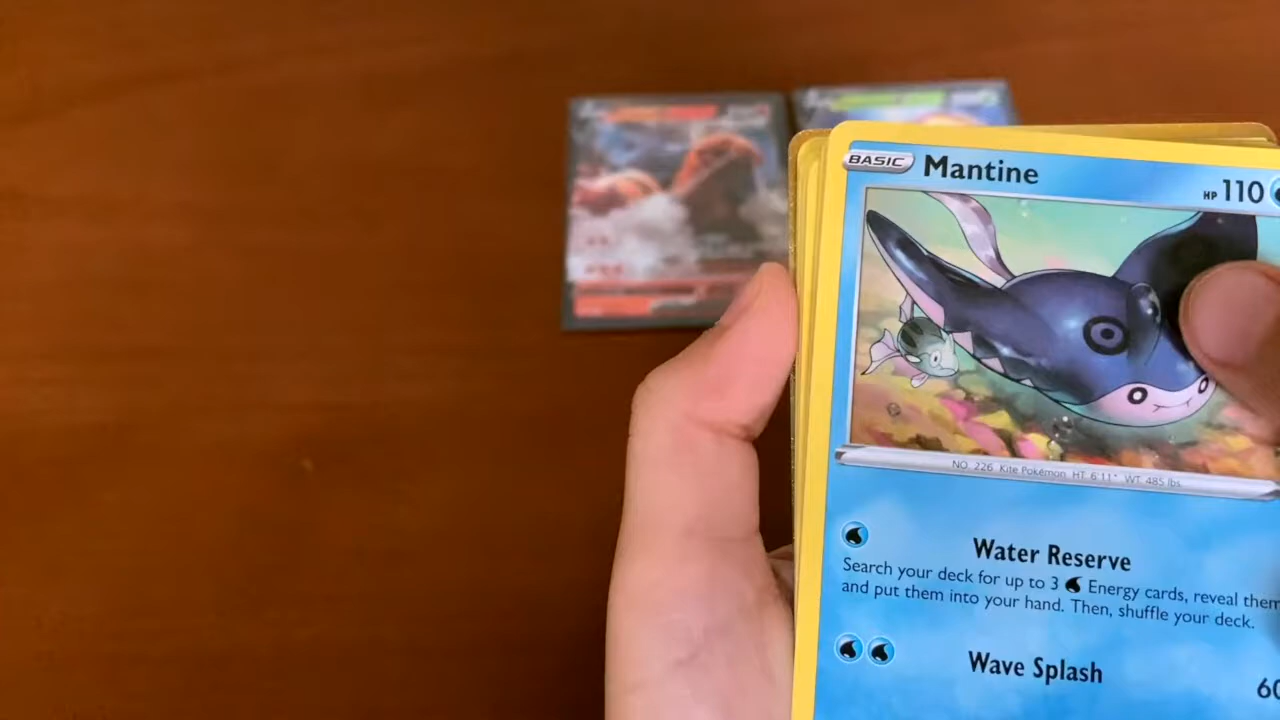 BASIC Mantine HP 110
NO. 226 Kite Pokémon HT 6'11" WT. 485 lbs
Water Reserve
Search your deck for up to 3 Energy cards, reveal them
and put them into your hand. Then, shuffle your deck.
Wave Splash 60